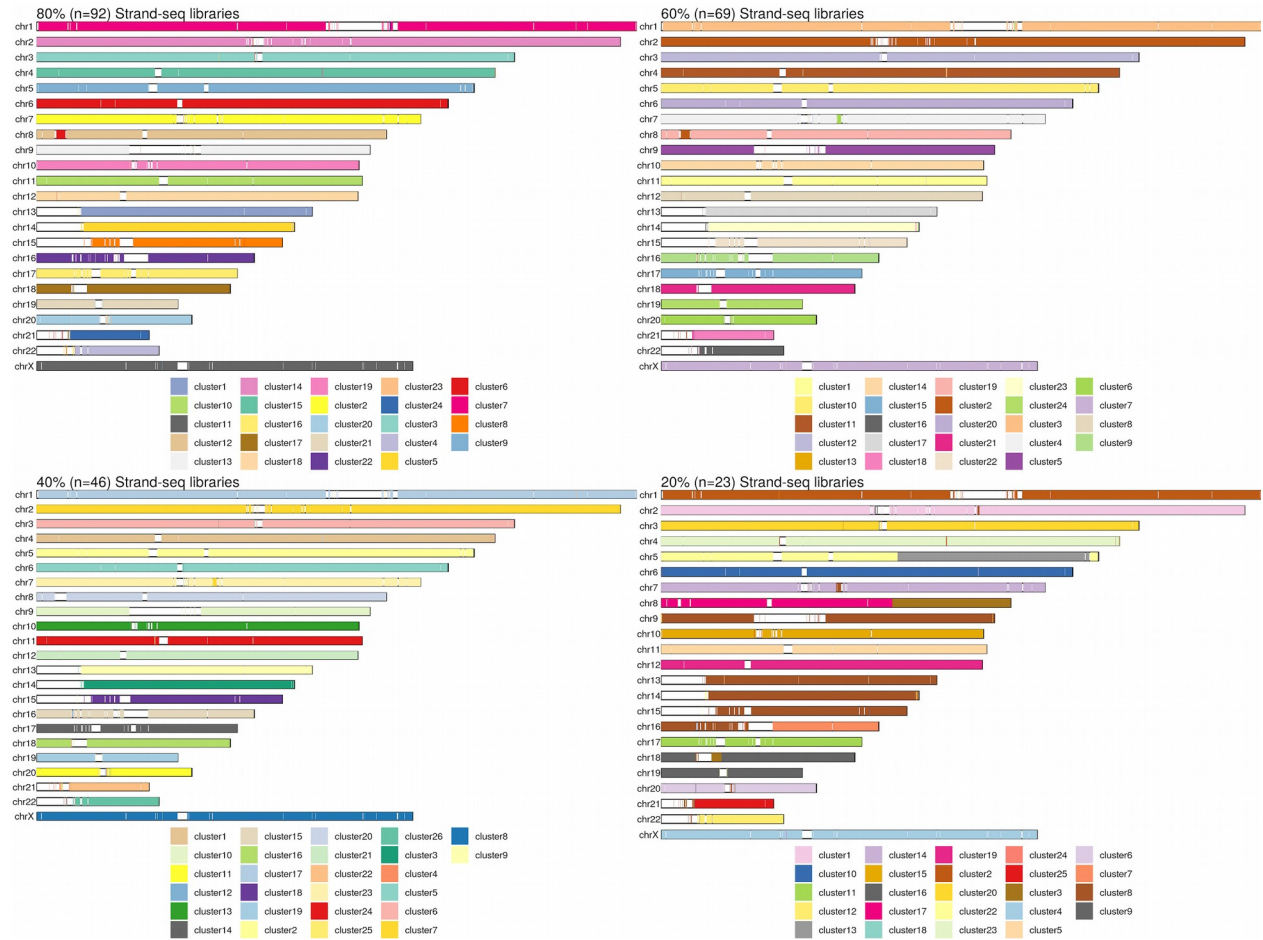 80% (n=92) Strand-seq libraries
chr1
chr2
chr3
chr4
chr5
chr6
chr7
chr8
chr9
chr10
chr11
chr12
chr13
chr14
chr15
chr16
chr17
chr18
chr19
chr20
chr21
chr22
chrX
cluster1 cluster14 cluster19 cluster23 cluster6
cluster10 cluster15 cluster2 cluster24 cluster7
cluster11 cluster16 cluster20 cluster3 cluster8
cluster12 cluster17 cluster21 cluster4 cluster9
cluster13 cluster18 cluster22 cluster5
60% (n=69) Strand-seq libraries
chr1
chr2
chr3
chr4
chr5
chr6
chr7
chr8
chr9
chr10
chr11
chr12
chr13
chr14
chr15
chr16
chr17
chr18
chr19
chr20
chr21
chr22
chrX
cluster1 cluster14 cluster19 cluster23 cluster6
cluster10 cluster15 cluster2 cluster24 cluster7
cluster11 cluster16 cluster20 cluster3 cluster8
cluster12 cluster17 cluster21 cluster4 cluster9
cluster13 cluster18 cluster22 cluster5
40% (n=46) Strand-seq libraries
chr1
chr2
chr3
chr4
chr5
chr6
chr7
chr8
chr9
chr10
chr11
chr12
chr13
chr14
chr15
chr16
chr17
chr18
chr19
chr20
chr21
chr22
chrX
cluster1 cluster15 cluster20 cluster26 cluster8
cluster10 cluster16 cluster21 cluster3 cluster9
cluster11 cluster17 cluster22 cluster4
cluster12 cluster18 cluster23 cluster5
cluster13 cluster19 cluster24 cluster6
cluster14 cluster2 cluster25 cluster7
20% (n=23) Strand-seq libraries
chr1
chr2
chr3
chr4
chr5
chr6
chr7
chr8
chr9
chr10
chr11
chr12
chr13
chr14
chr15
chr16
chr17
chr18
chr19
chr20
chr21
chr22
chrX
cluster1 cluster14 cluster19 cluster24 cluster6
cluster10 cluster15 cluster2 cluster25 cluster7
cluster11 cluster16 cluster20 cluster3 cluster8
cluster12 cluster17 cluster22 cluster4 cluster9
cluster13 cluster18 cluster23 cluster5